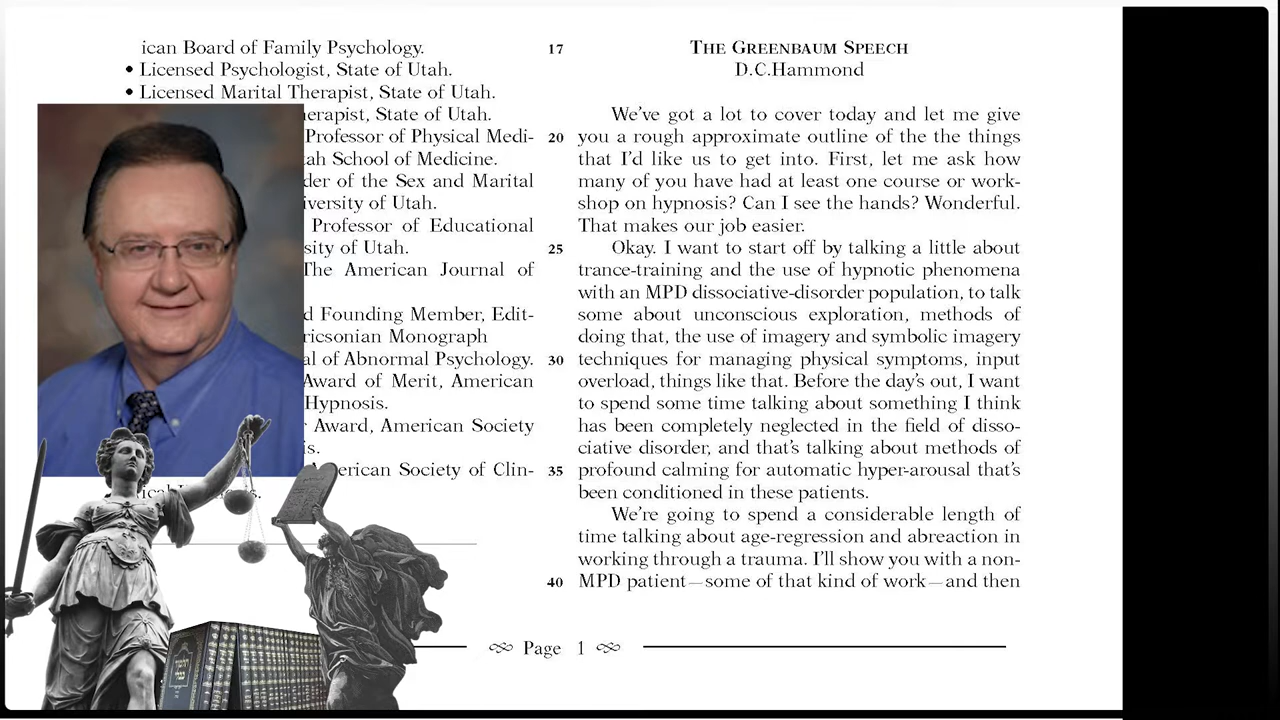 ican Board of Family Psychology.
• Licensed Psychologist, State of Utah.
• Licensed Marital Therapist, State of Utah.
herapist, State of Utah.
Professor of Physical Medi-
ah School of Medicine.
der of the Sex and Marital
iversity of Utah.
Professor of Educational
sity of Utah.
The American Journal of
d Founding Member, Edit-
ricsonian Monograph
al of Abnormal Psychology.
Award of Merit, American
Hypnosis.
Award, American Society
is.
erican Society of Clin-
17
20
25
30
35
40
THE GREENBAUM SPEECH
D.C.Hammond
We've got a lot to cover today and let me give
you a rough approximate outline of the the things
that I'd like us to get into. First, let me ask how
many of you have had at least one course or work-
shop on hypnosis? Can I see the hands? Wonderful.
That makes our job easier.
Okay. I want to start off by talking a little about
trance-training and the use of hypnotic phenomena
with an MPD dissociative-disorder population, to talk
some about unconscious exploration, methods of
doing that, the use of imagery and symbolic imagery
techniques for managing physical symptoms, input
overload, things like that. Before the day's out, I want
to spend some time talking about something I think
has been completely neglected in the field of disso-
ciative disorder, and that's talking about methods of
profound calming for automatic hyper-arousal that's
been conditioned in these patients.
We're going to spend a considerable length of
time talking about age-regression and abreaction in
working through a trauma. I'll show you with a non-
MPD patient—some of that kind of work—and then
Page 1